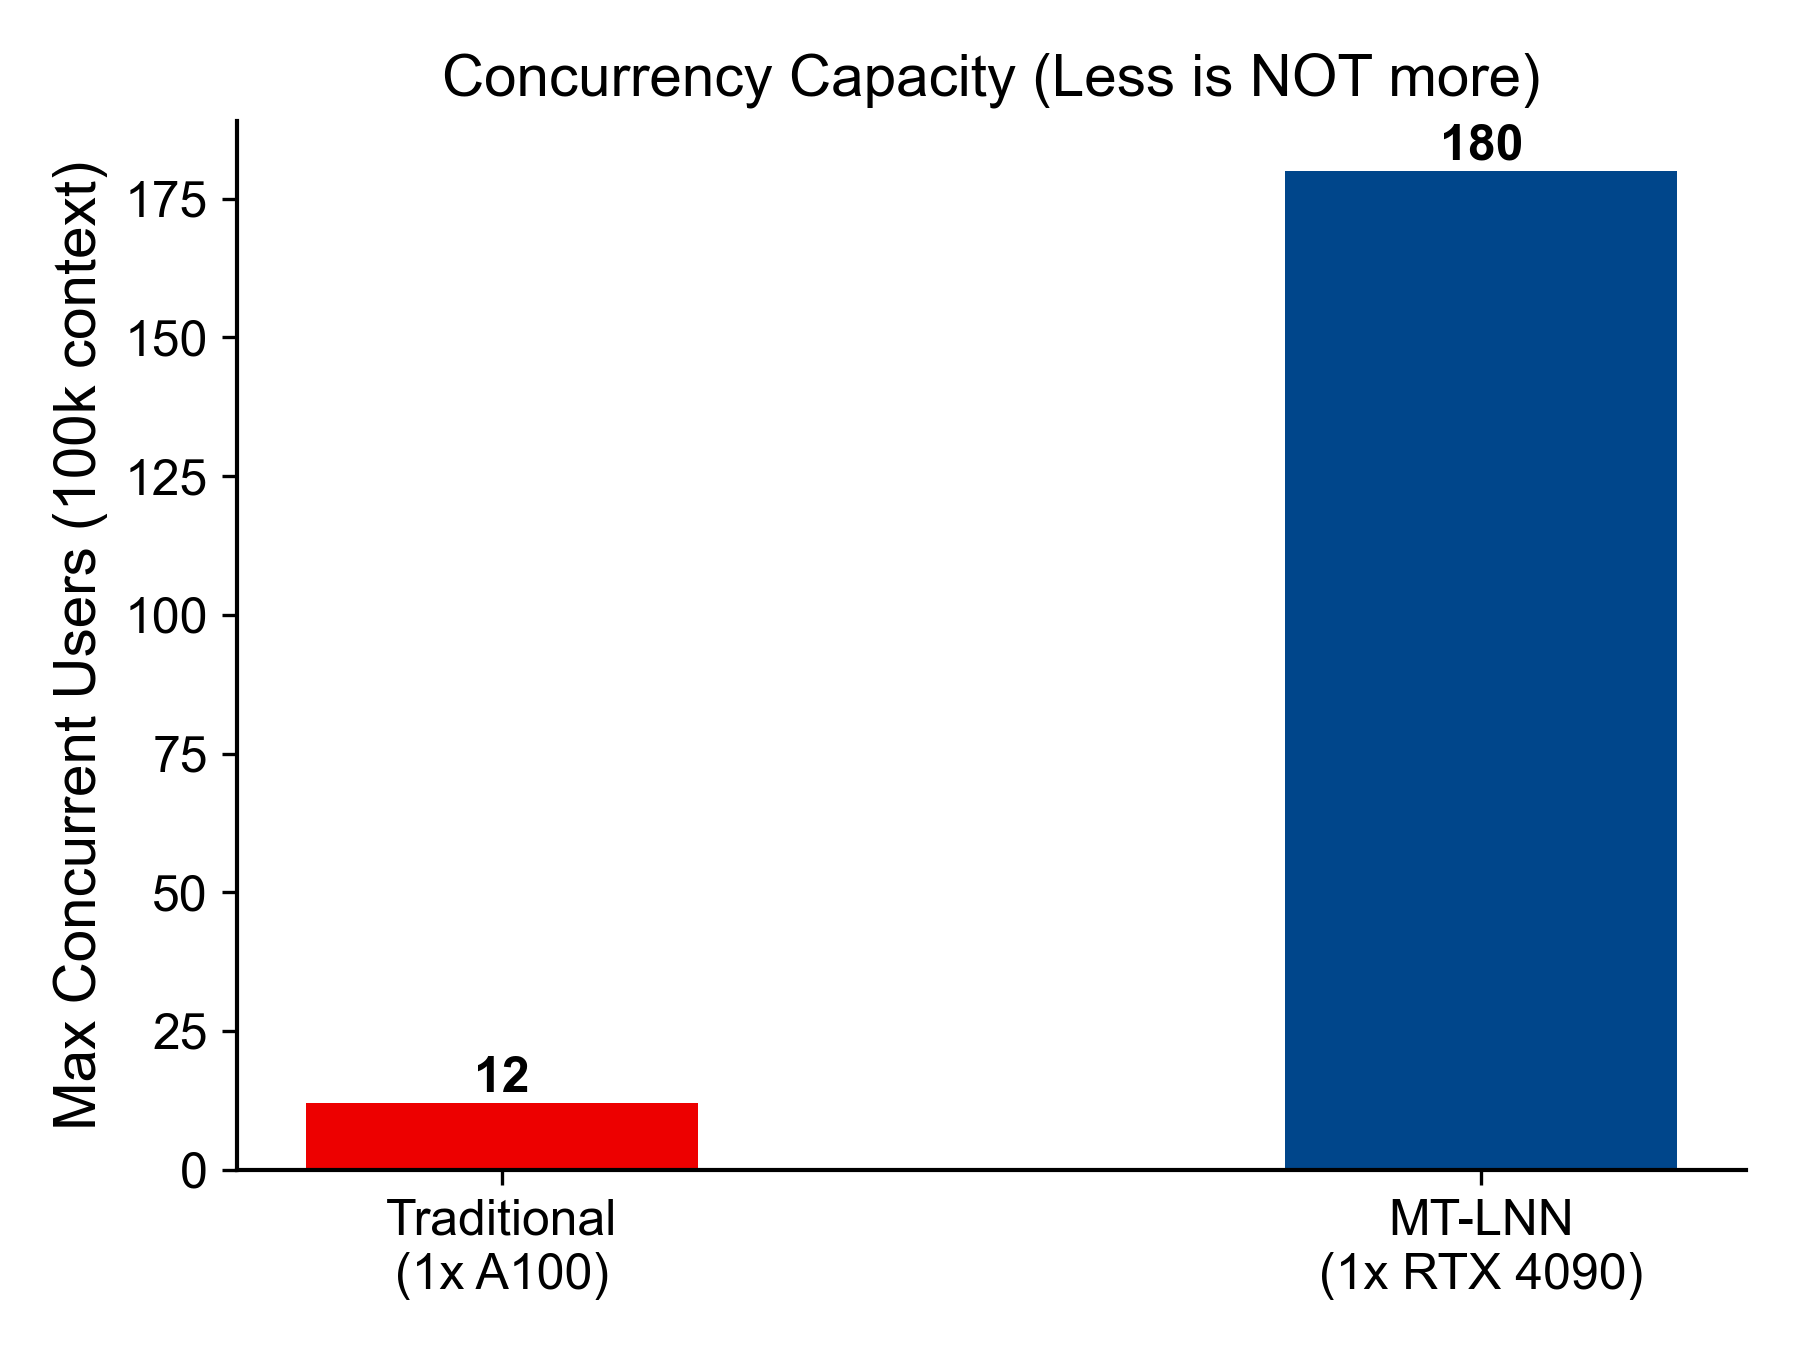 Concurrency Capacity (Less is NOT more)
Max Concurrent Users (100k context)
175
150
125
100
75
50
25
0
12
180
Traditional
(1x A100)
MT-LNN
(1x RTX 4090)